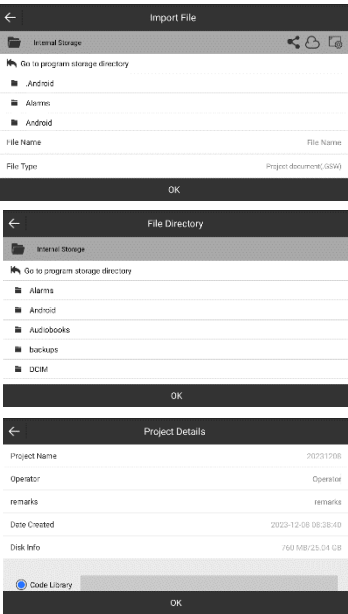 Import File
Internal Storage
Go to program storage directory
.Android
Alarms
Android
File Name File Name
File Type Project document(.GSW)
OK
File Directory
Internal Storage
Go to program storage directory
Alarms
Android
Audiobooks
backups
DCIM
OK
Project Details
Project Name 20231208
Operator Operator
remarks remarks
Date Created 2023-12-08 08:38:40
Disk Info 760 MB/25.04 GB
Code Library
OK